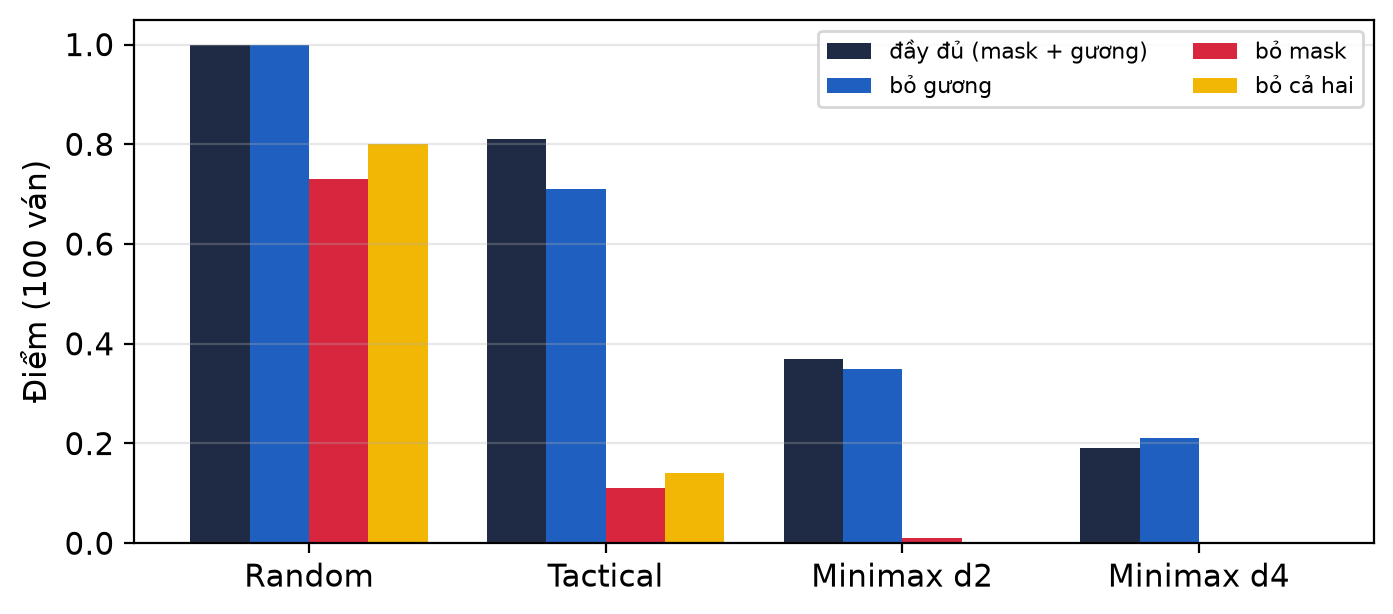 Điểm (100 ván)
1.0
0.8
0.6
0.4
0.2
0.0
đầy đủ (mask + gương)
bỏ gương
bỏ mask
bỏ cả hai
Random
Tactical
Minimax d2
Minimax d4